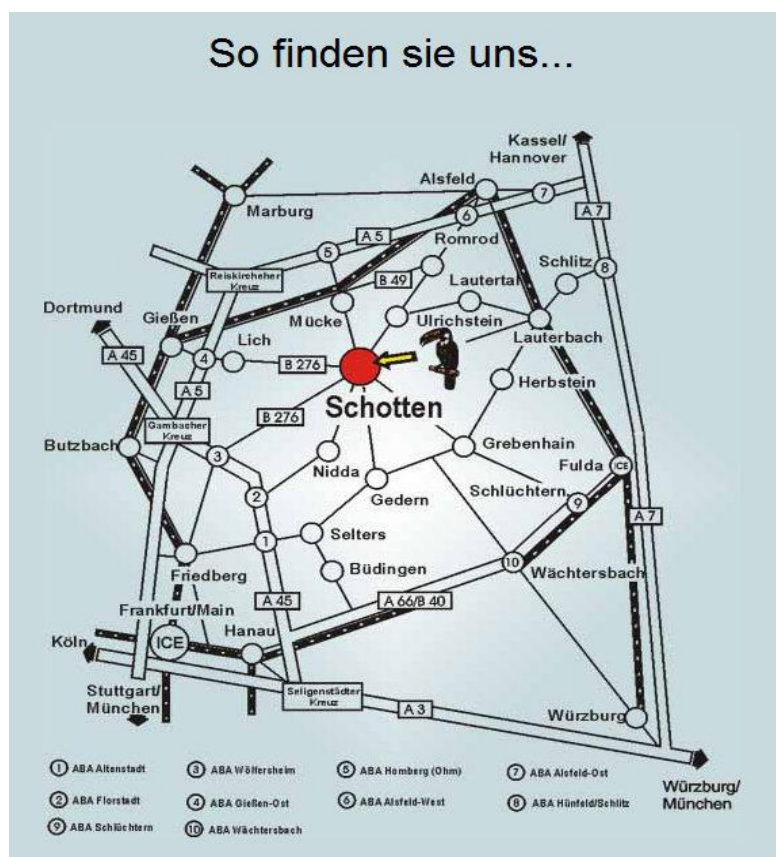 So finden sie uns...
Kassel/
Hannover
Alsfeld
7
A 7
Marburg
6
A 5
Romrod
5
Schlitz
8
Reiskircheher
Kreuz
B 49
Lautertal
Dortmund
Gießen
Mücke
Ulrichstein
Lauterbach
A 45
Lich
4
B 276
A 5
Herbstein
Schotten
B 276
Gambacher
Kreuz
Butzbach
3
Grebenhain
Nidda
Fulda
ICE
2
Gedern
Schlüchtern
9
A 7
1
Selters
Friedberg
Büdingen
10
Wächtersbach
Frankfurt/Main
A 45
A 66/B 40
ICE
Hanau
Köln
Stuttgart/
München
Seligenstädter
Kreuz
A 3
Würzburg
Würzburg/
München
1 ABA Altenstadt
3 ABA Wölfersheim
5 ABA Homberg (Ohm)
7 ABA Alsfeld-Ost
2 ABA Florstadt
4 ABA Gießen-Ost
6 ABA Alsfeld-West
8 ABA Hünfeld/Schlitz
9 ABA Schlüchtern
10 ABA Wächtersbach